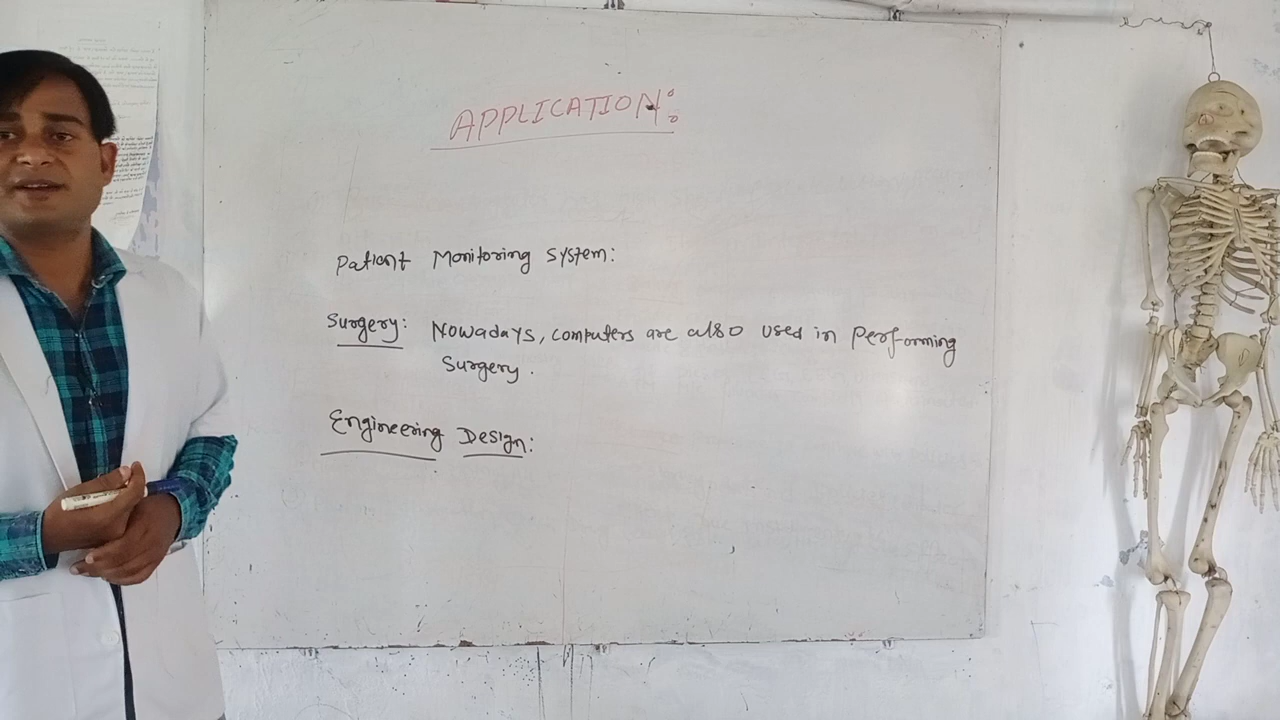 APPLICATION:
Patient Monitoring System:
Surgery: Nowadays, computers are also used in Performing
Surgery.
Engineering Design: